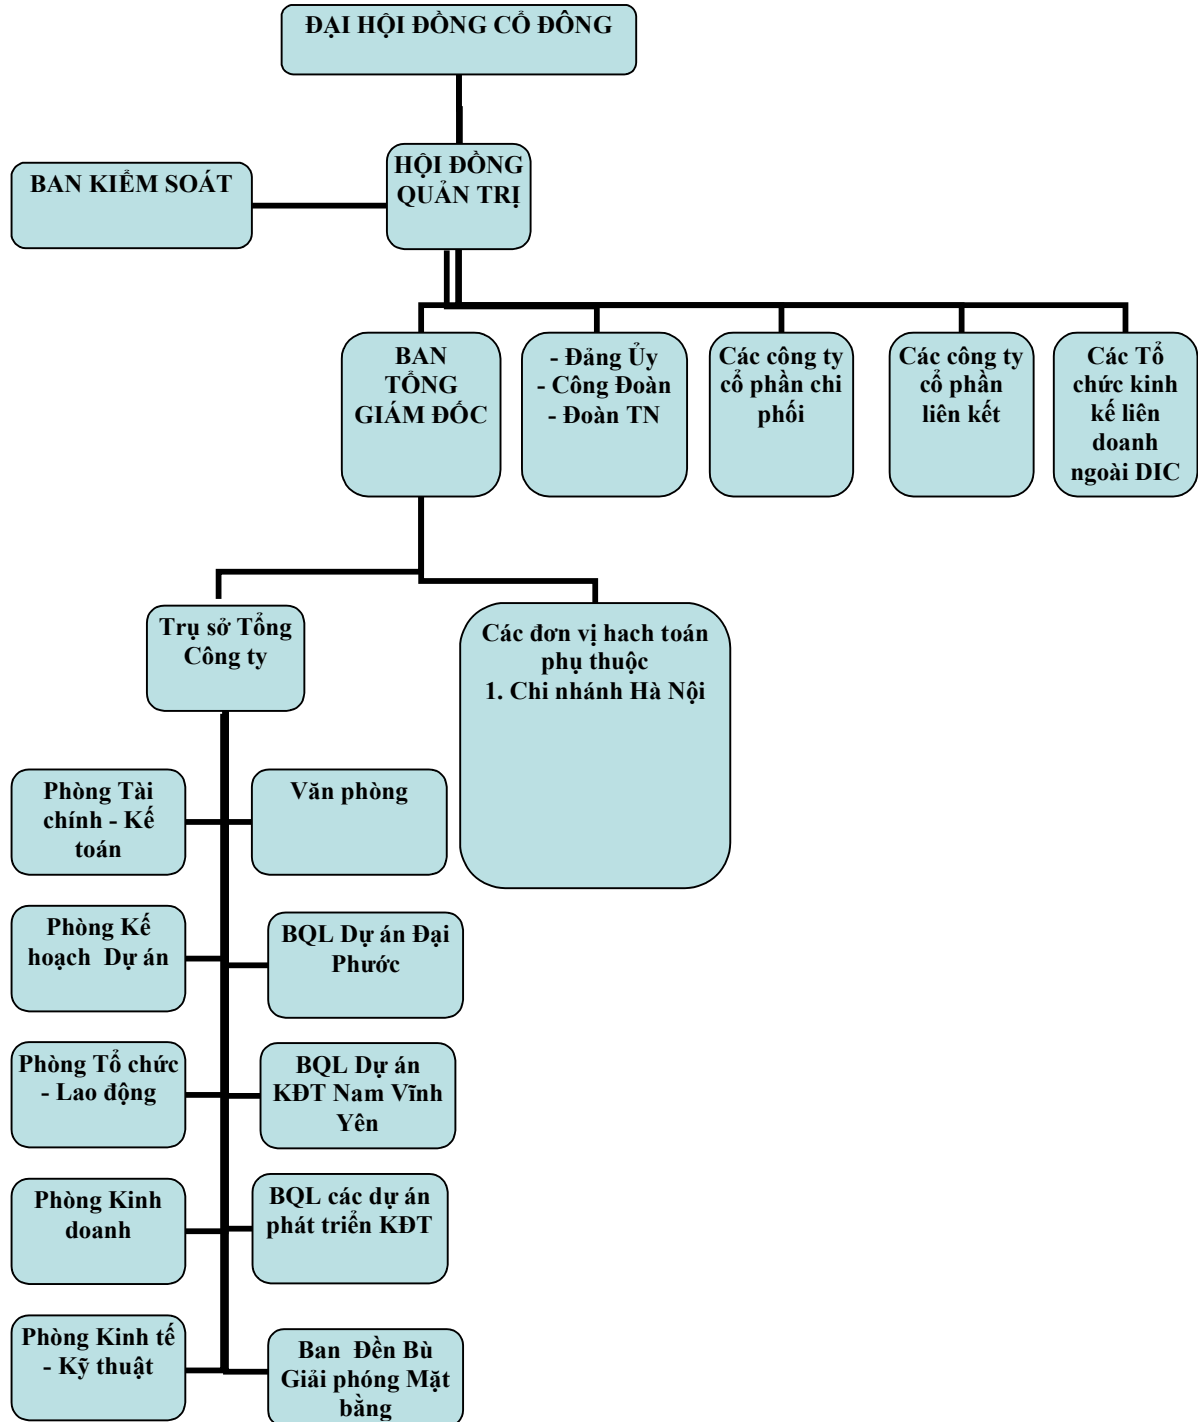 ĐẠI HỘI ĐỒNG CỔ ĐÔNG
HỘI ĐỒNG
QUẢN TRỊ
BAN KIỂM SOÁT
BAN
TỔNG
GIÁM ĐỐC
- Đảng Ủy
- Công Đoàn
- Đoàn TN
Các công ty
cổ phần chi
phối
Các công ty
cổ phần
liên kết
Các Tổ
chức kinh
kế liên
doanh
ngoài DIC
Trụ sở Tổng
Công ty
Các đơn vị hach toán
phụ thuộc
1. Chi nhánh Hà Nội
Phòng Tài
chính - Kế
toán
Văn phòng
Phòng Kế
hoạch  Dự án
BQL Dự án Đại
Phước
Phòng Tổ chức
- Lao động
BQL Dự án
KĐT Nam Vĩnh
Yên
Phòng Kinh
doanh
BQL các dự án
phát triển KĐT
Phòng Kinh tế
- Kỹ thuật
Ban  Đền Bù
Giải phóng Mặt
bằng